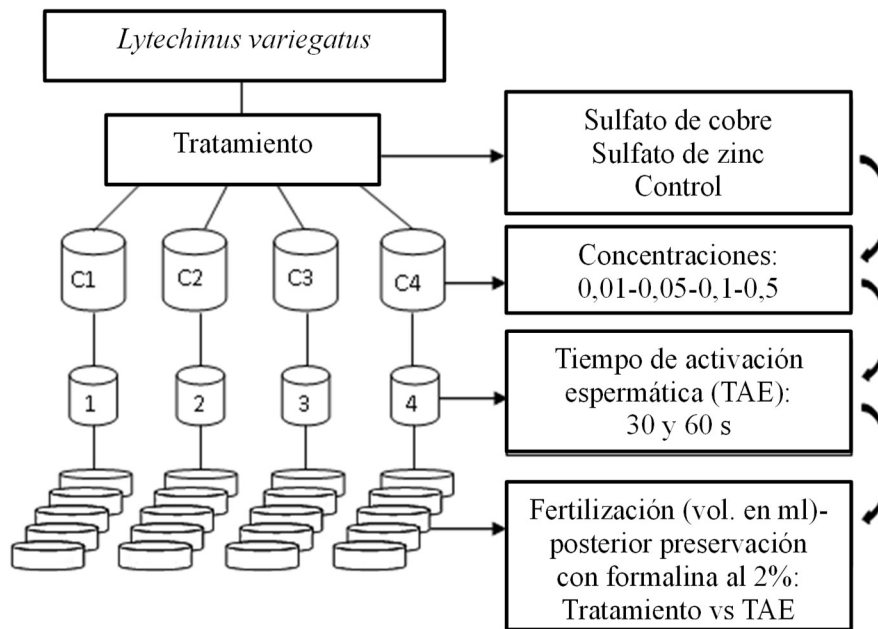 Lytechinus variegatus
Tratamiento
Sulfato de cobre
Sulfato de zinc
Control
C1
C2
C3
C4
Concentraciones:
0,01-0,05-0,1-0,5
1
2
3
4
Tiempo de activación
espermática (TAE):
30 y 60 s
Fertilización (vol. en ml)-
posterior preservación
con formalina al 2%:
Tratamiento vs TAE